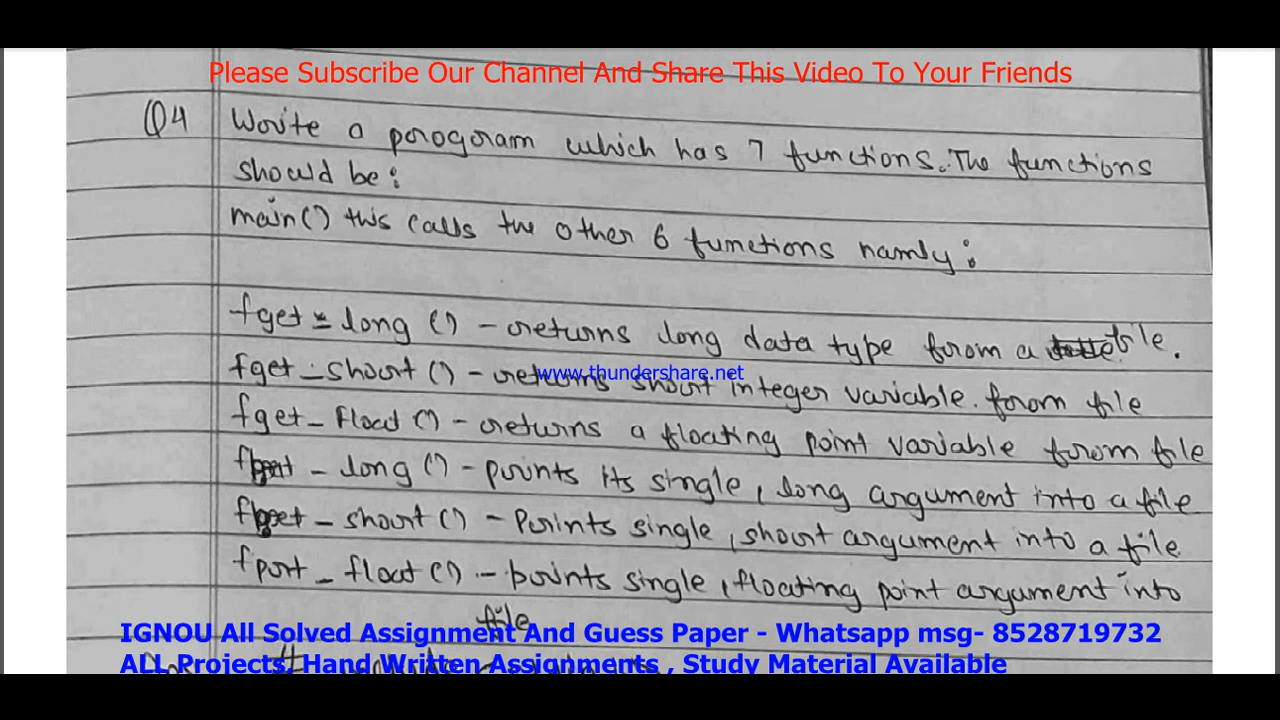 Please Subscribe Our Channel And Share This Video To Your Friends
Q4 Write a program which has 7 functions. The functions
should be:
main() this calls the other 6 functions namly:
fget_long () - returns long data type from a file.
fget_short () - returns short integer variable. from file
www.thundershare.net
fget_float () - returns a floating point variable from file
_long () - prints its single, long argument into a file
_short () - Prints single, short argument into a file
_float () - prints single, floating point argument into
file
IGNOU All Solved Assignment And Guess Paper - Whatsapp msg- 8528719732
ALL Projects, Hand Written Assignments , Study Material Available